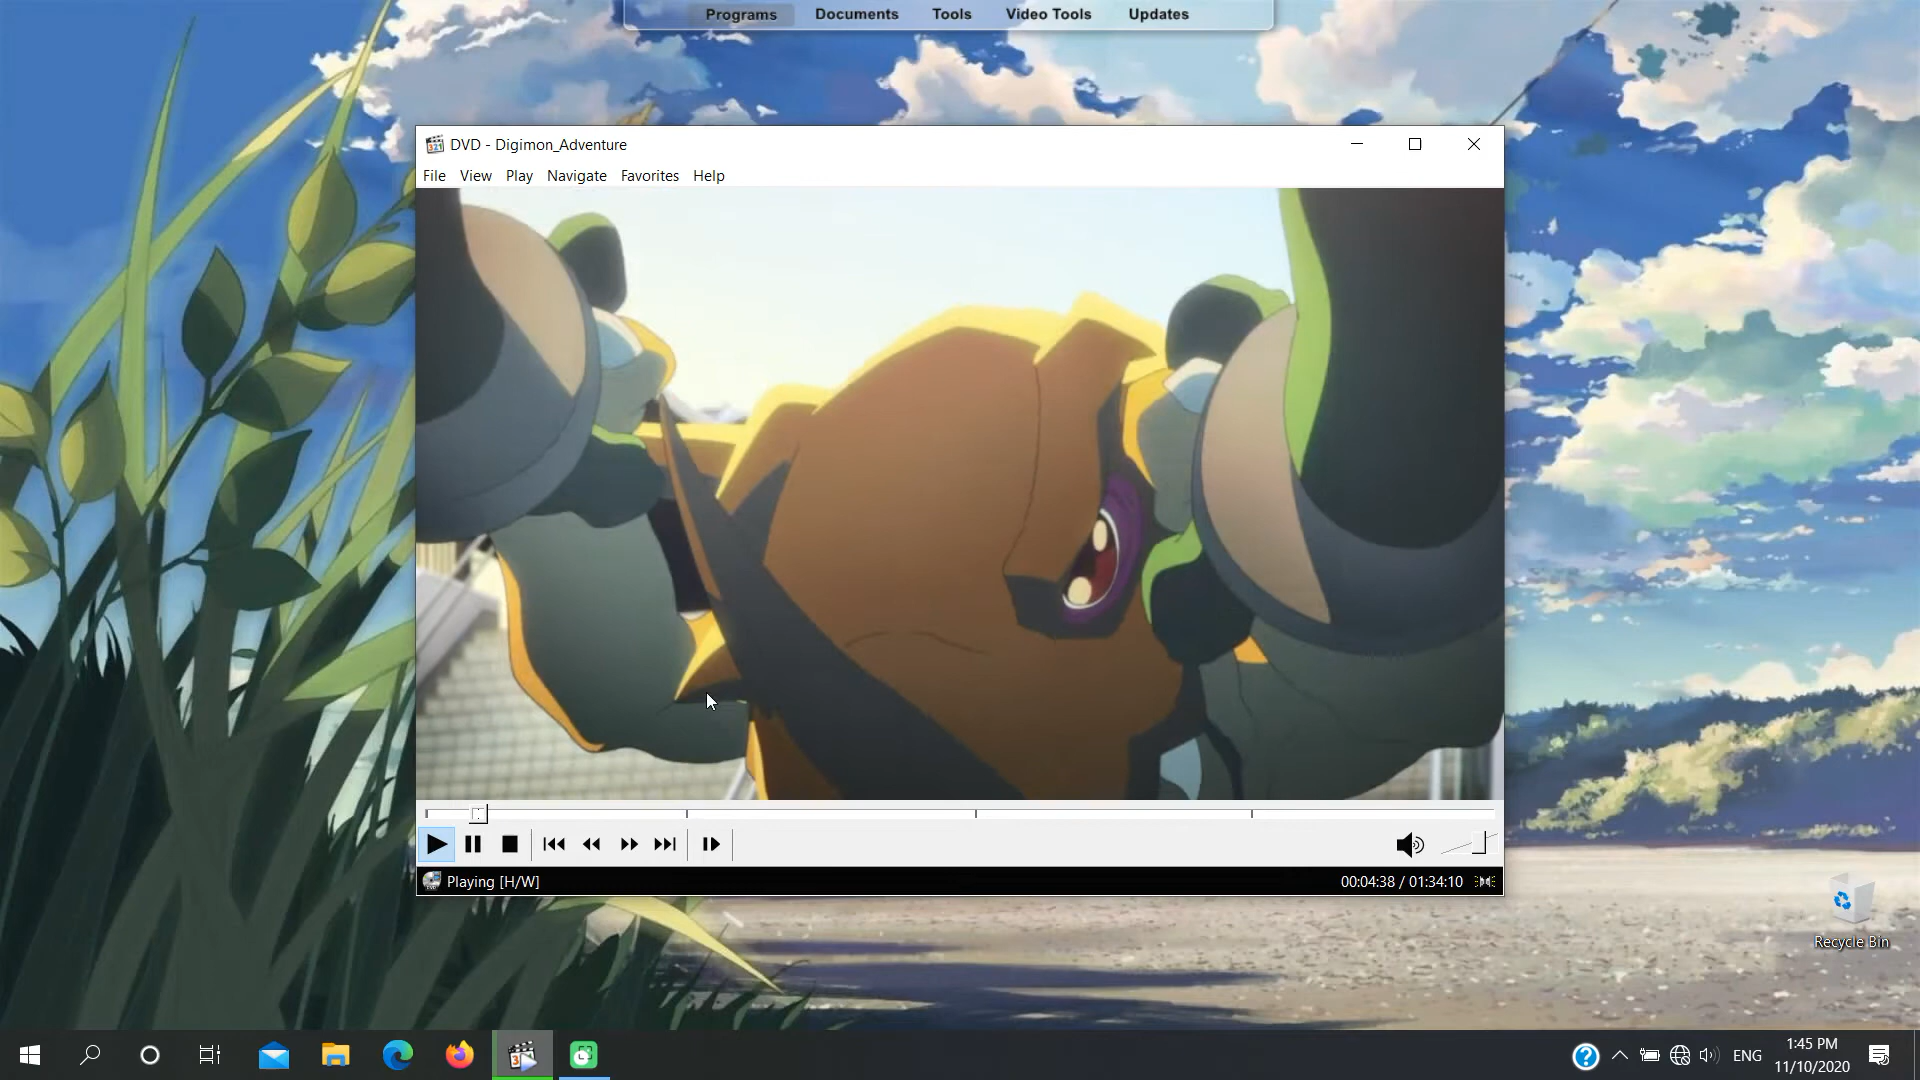 Programs Documents Tools Video Tools Updates
DVD - Digimon_Adventure
File View Play Navigate Favorites Help
Playing [H/W] 00:04:38 / 01:34:10
Recycle Bin
ENG 1:45 PM
11/10/2020